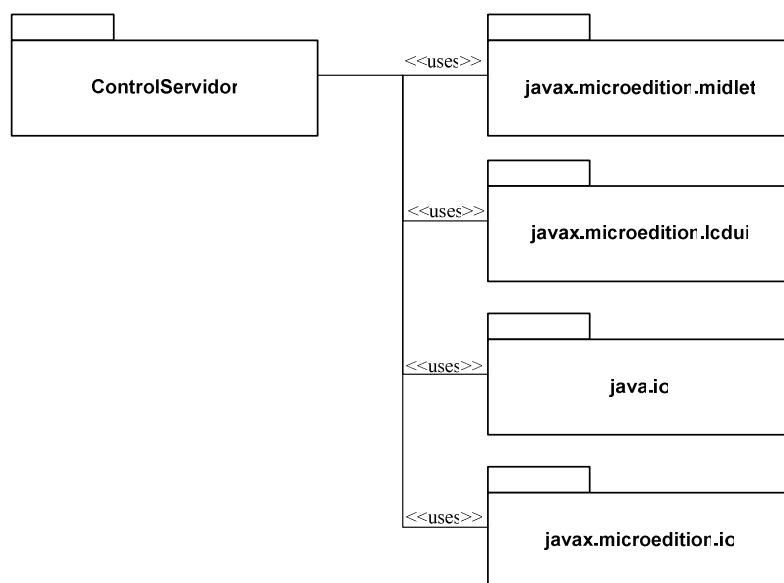 ControlServidor
<<uses>>
javax.microedition.midlet
<<uses>>
javax.microedition.lcdui
<<uses>>
java.io
<<uses>>
javax.microedition.io